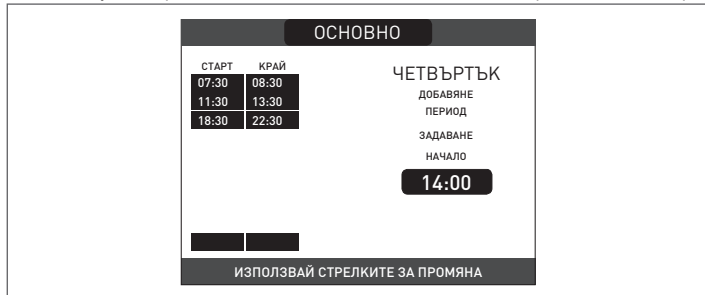 ОСНОВНО
СТАРТ КРАЙ
07:30 08:30
11:30 13:30
18:30 22:30
ЧЕТВЪРТЪК
ДОБАВЯНЕ
ПЕРИОД
ЗАДАВАНЕ
НАЧАЛО
14:00
ИЗПОЛЗВАЙ СТРЕЛКИТЕ ЗА ПРОМЯНА